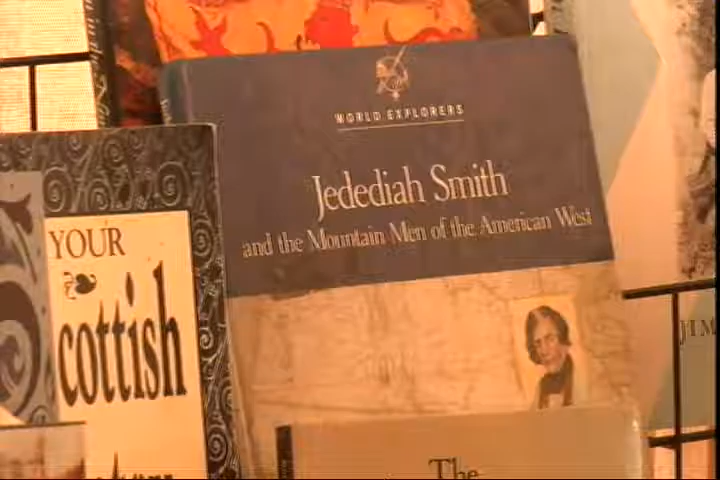 WORLD EXPLORERS
Jedediah Smith
and the Mountain Men of the American West
YOUR
cottish
The